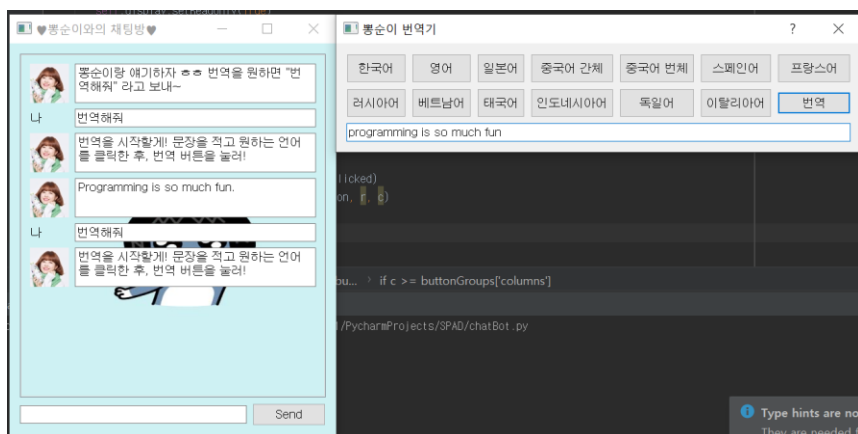 ♥뽕순이와의 채팅방♥
뽕순이랑 얘기하자 ㅎㅎ 번역을 원하면 "번
역해줘" 라고 보내~
나
번역해줘
번역을 시작할게! 문장을 적고 원하는 언어
를 클릭한 후, 번역 버튼을 눌러!
Programming is so much fun.
나
번역해줘
번역을 시작할게! 문장을 적고 원하는 언어
를 클릭한 후, 번역 버튼을 눌러!
Send
뽕순이 번역기
?
한국어 영어 일본어 중국어 간체 중국어 번체 스페인어 프랑스어
러시아어 베트남어 태국어 인도네시아어 독일어 이탈리아어 번역
programming is so much fun
licked)
on, r, c)
bu... › if c >= buttonGroups['columns']
l/PycharmProjects/SPAD/chatBot.py
Type hints are no
They are needed f